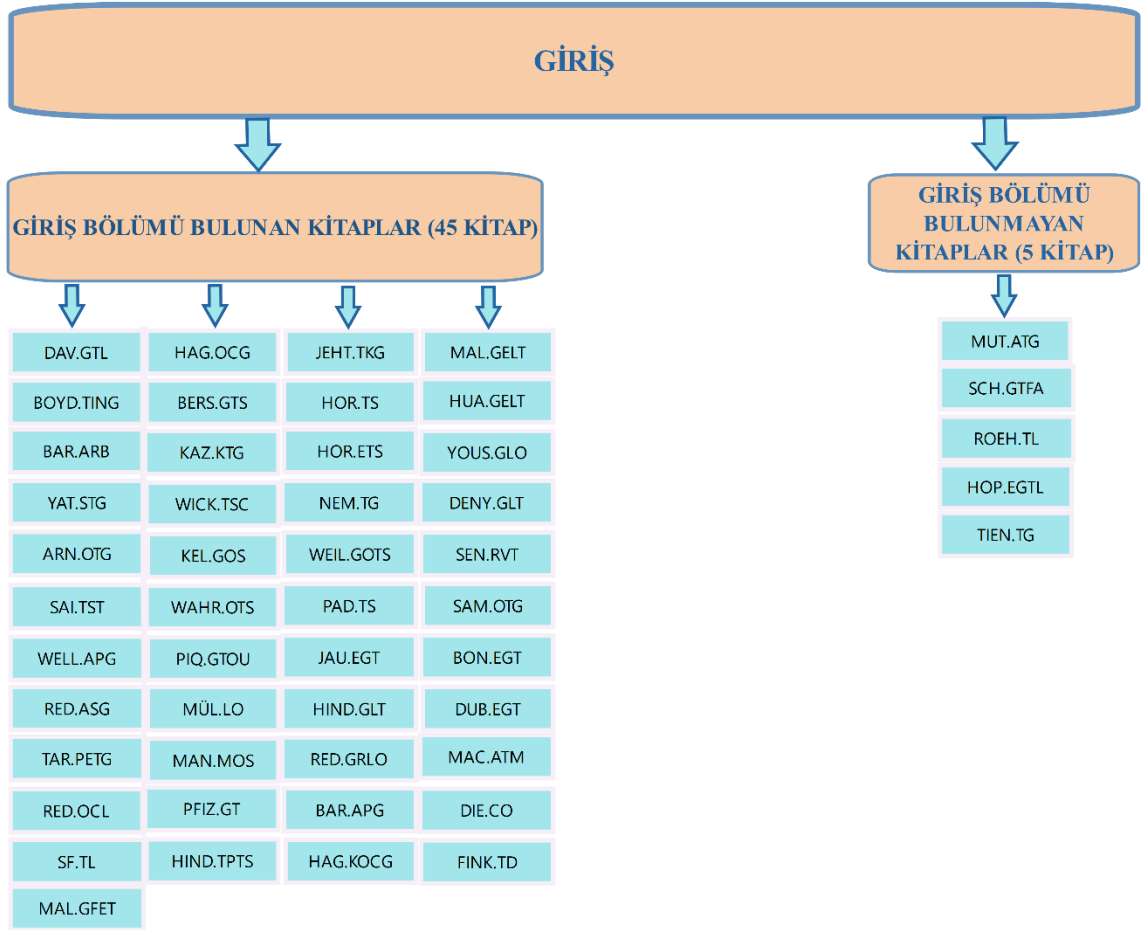 GİRİŞ
GİRİŞ BÖLÜMÜ BULUNAN KİTAPLAR (45 KİTAP)
GİRİŞ BÖLÜMÜ
BULUNMAYAN
KİTAPLAR (5 KİTAP)
DAV.GTL
BOYD.TING
BAR.ARB
YAT.STG
ARN.OTG
SAI.TST
WELL.APG
RED.ASG
TAR.PETG
RED.OCL
SF.TL
MAL.GFET
HAG.OCG
BERS.GTS
KAZ.KTG
WICK.TSC
KEL.GOS
WAHR.OTS
PIQ.GTOU
MÜL.LO
MAN.MOS
PFIZ.GT
HIND.TPTS
JEHT.TKG
HOR.TS
HOR.ETS
NEM.TG
WEIL.GOTS
PAD.TS
JAU.EGT
HIND.GLT
RED.GRLO
BAR.APG
HAG.KOCG
MAL.GELT
HUA.GELT
YOUS.GLO
DENY.GLT
SEN.RVT
SAM.OTG
BON.EGT
DUB.EGT
MAC.ATM
DIE.CO
FINK.TD
MUT.ATG
SCH.GTFA
ROEH.TL
HOP.EGTL
TIEN.TG